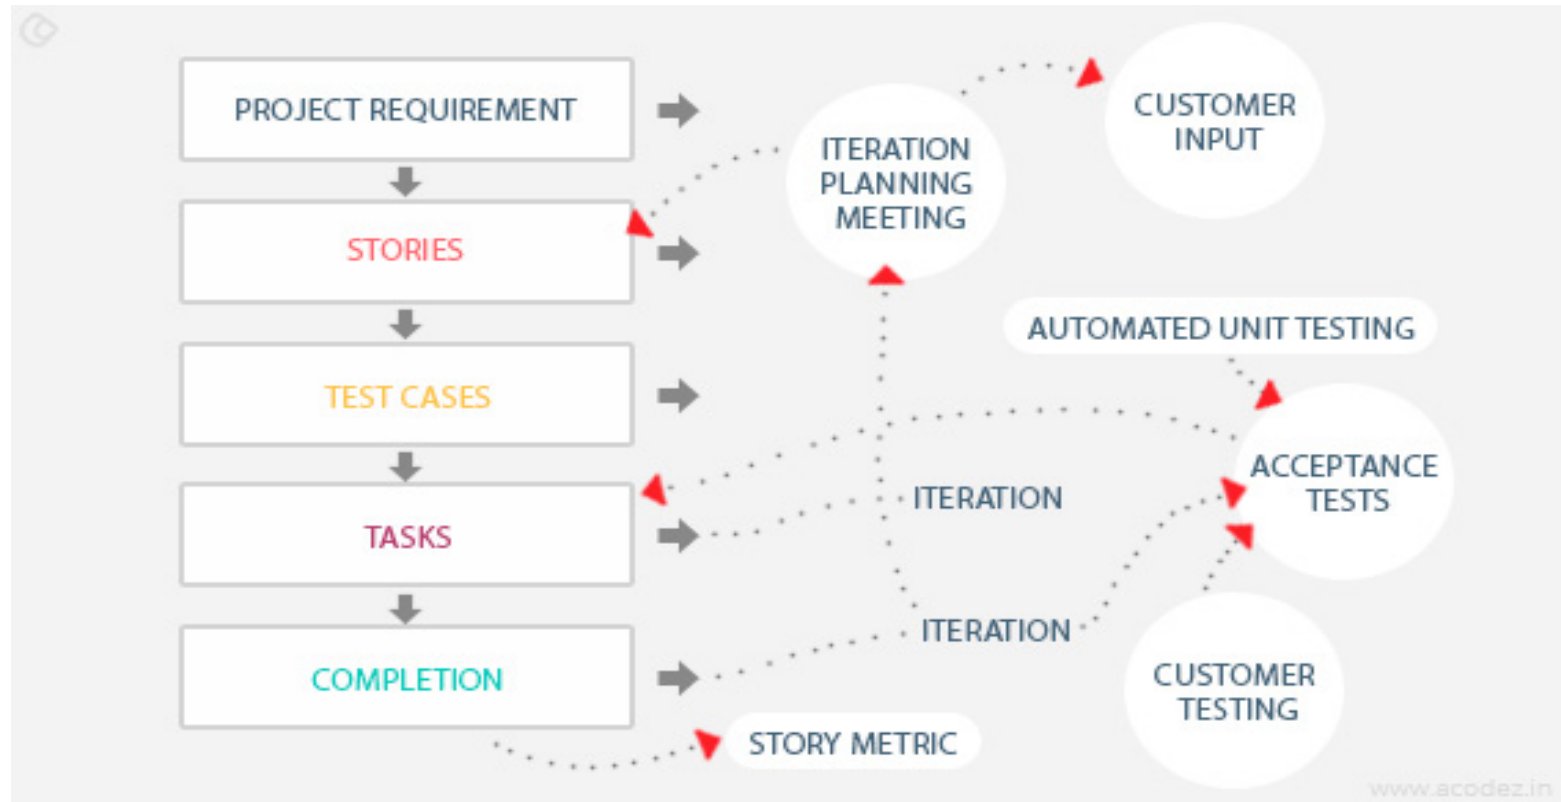 PROJECT REQUIREMENT
STORIES
TEST CASES
TASKS
COMPLETION
ITERATION
PLANNING
MEETING
CUSTOMER
INPUT
AUTOMATED UNIT TESTING
ACCEPTANCE
TESTS
ITERATION
ITERATION
CUSTOMER
TESTING
STORY METRIC
www.acodez.in